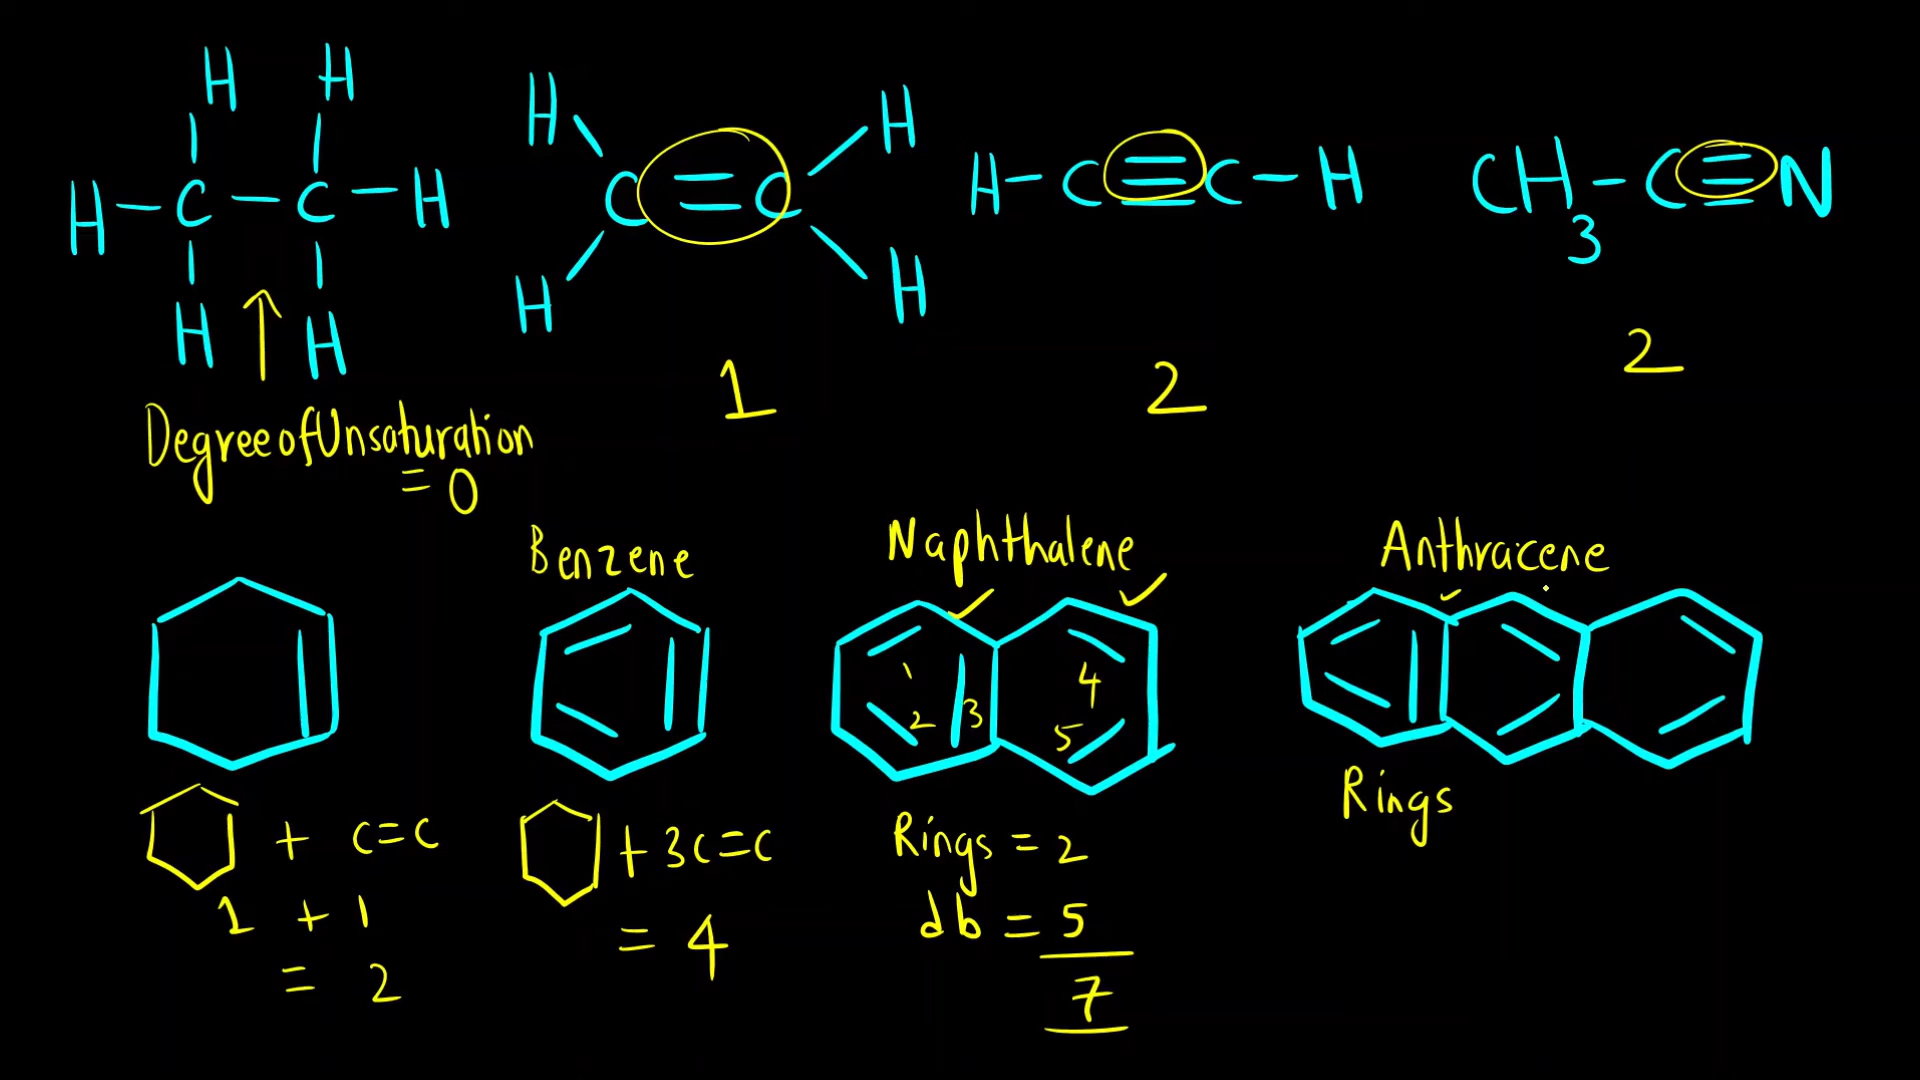 H H H H
H-C-C-H C=C H-C≡C-H CH3-C≡N
H H H H
1 2 2
Degree of Unsaturation
= 0
Benzene Naphthalene Anthracene
1 2 3 4 5
+ C=C + 3C=C Rings = 2 Rings
1 + 1 = 4 db = 5
= 2 7